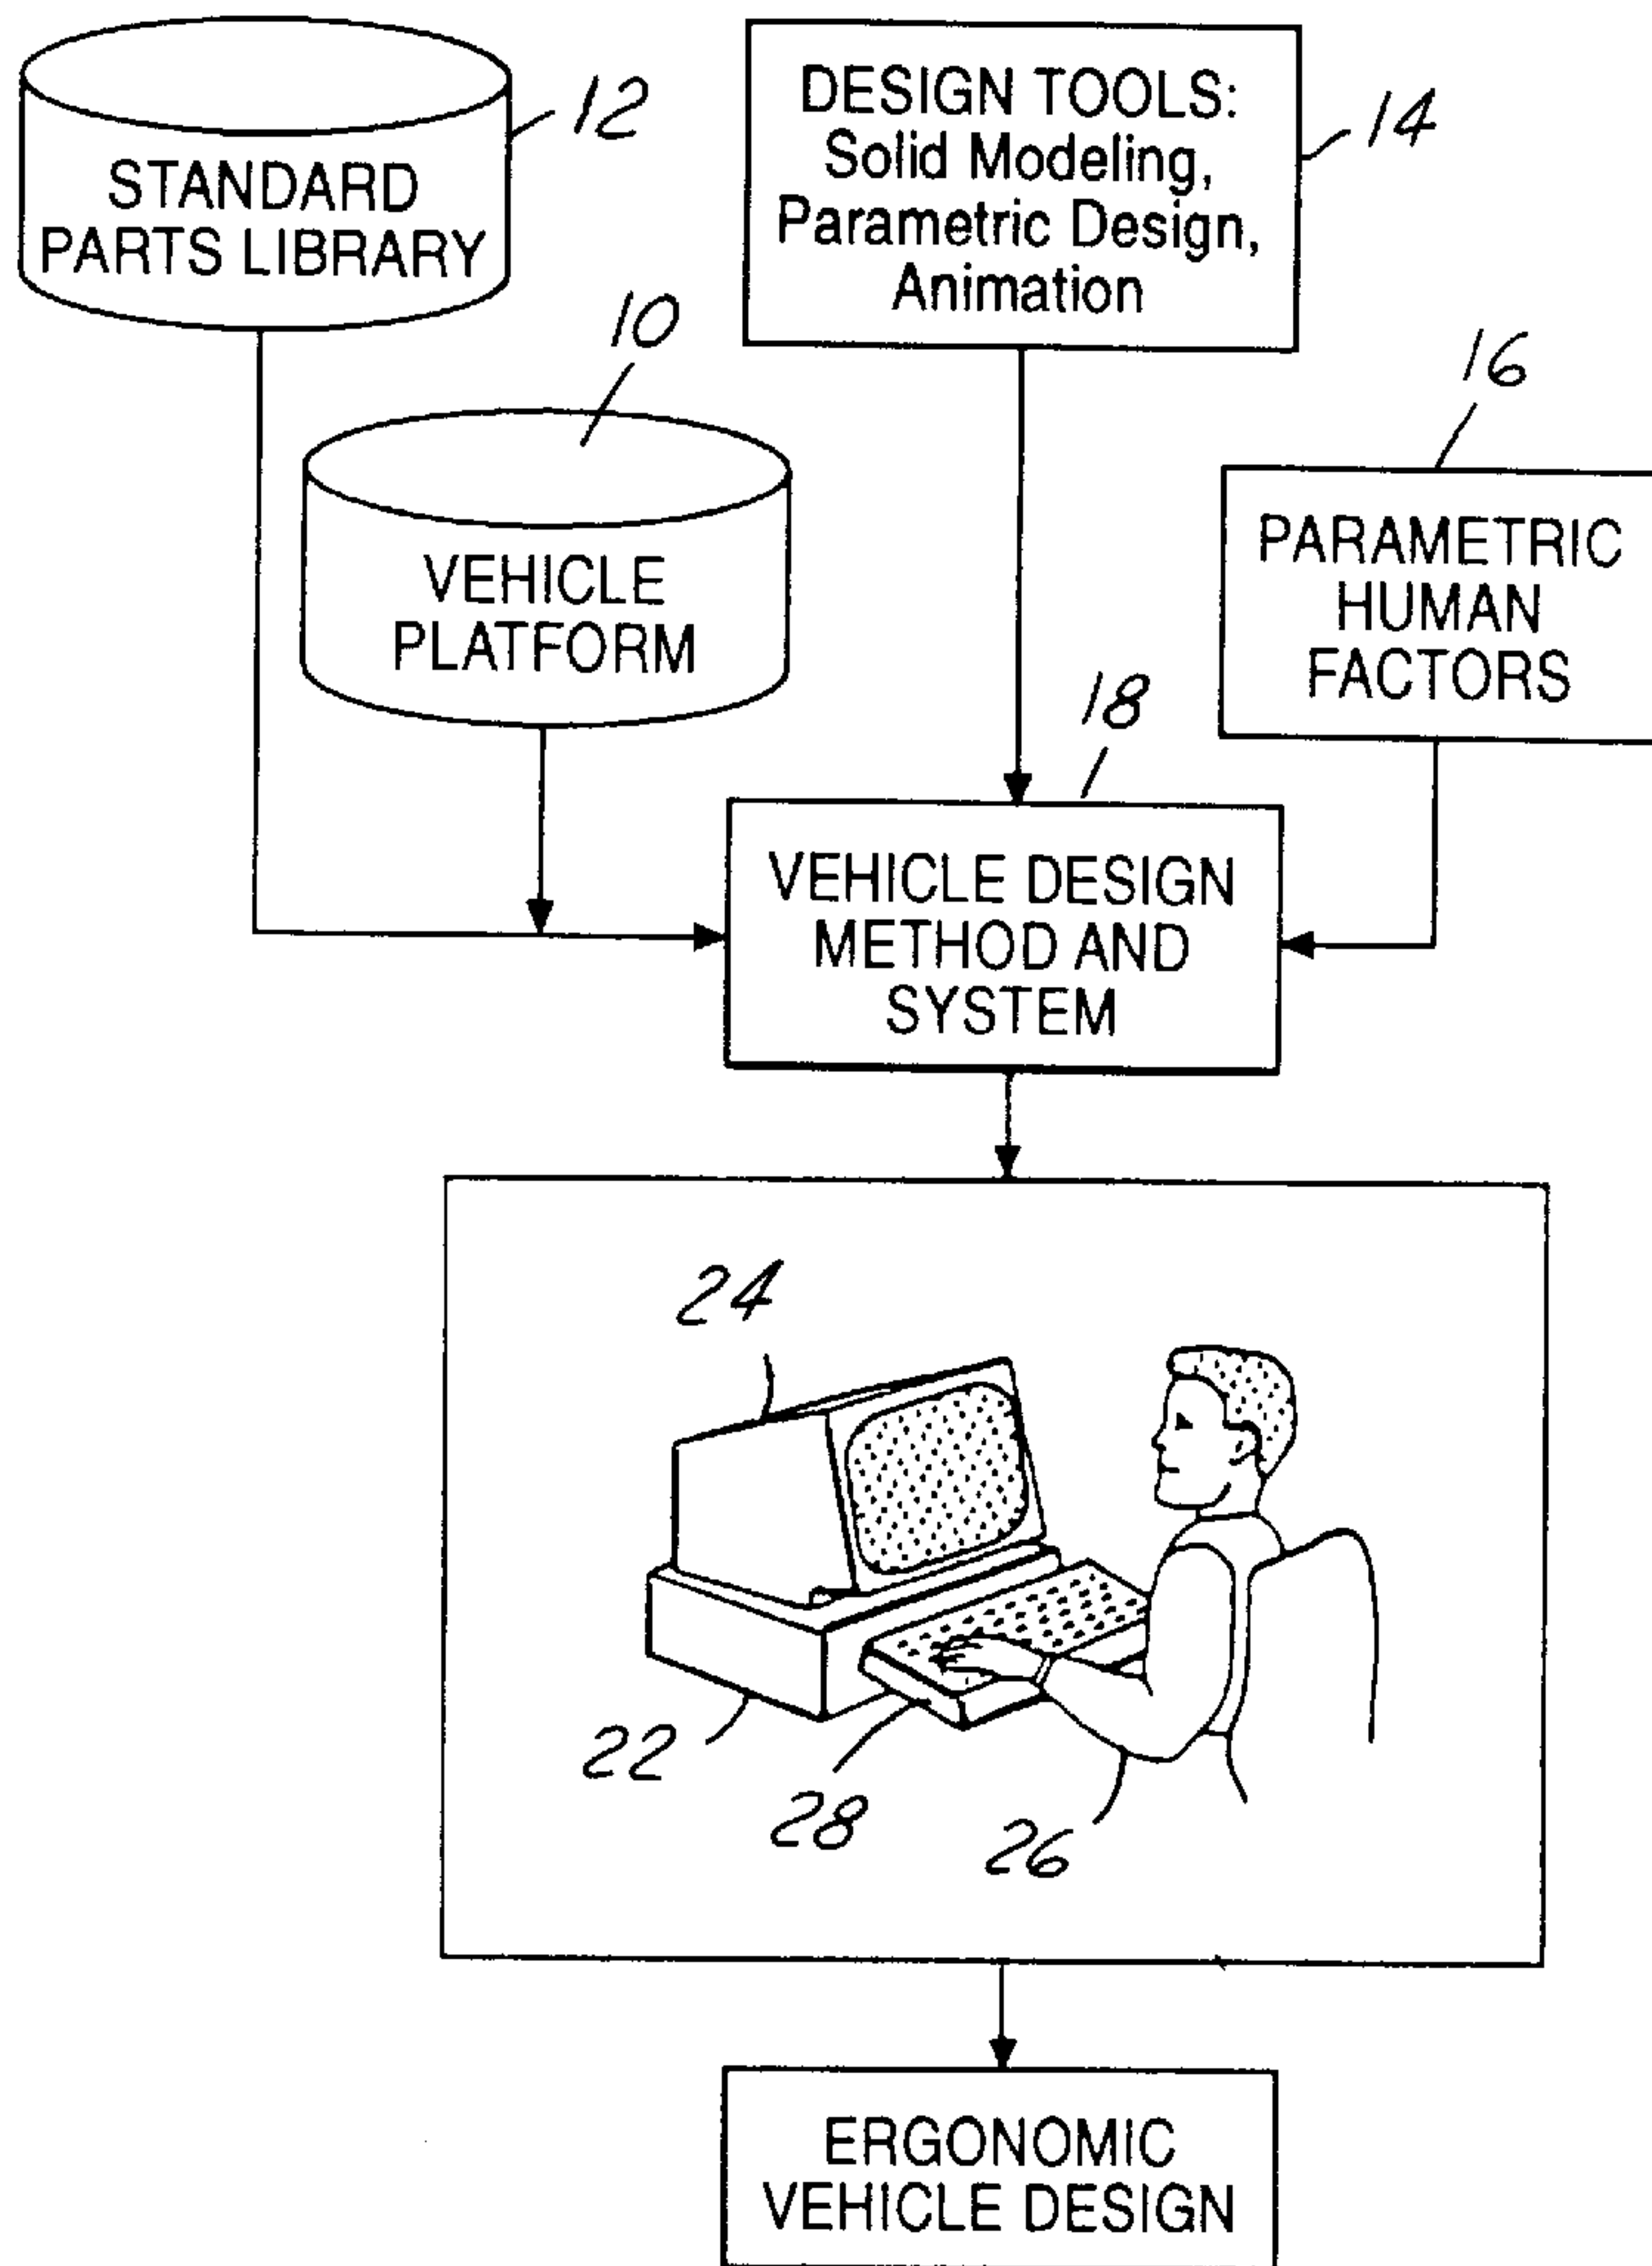 12
STANDARD
PARTS LIBRARY
DESIGN TOOLS:
Solid Modeling,
Parametric Design,
Animation
14
10
VEHICLE
PLATFORM
16
PARAMETRIC
HUMAN
FACTORS
18
VEHICLE DESIGN
METHOD AND
SYSTEM
24
22
28
26
ERGONOMIC
VEHICLE DESIGN